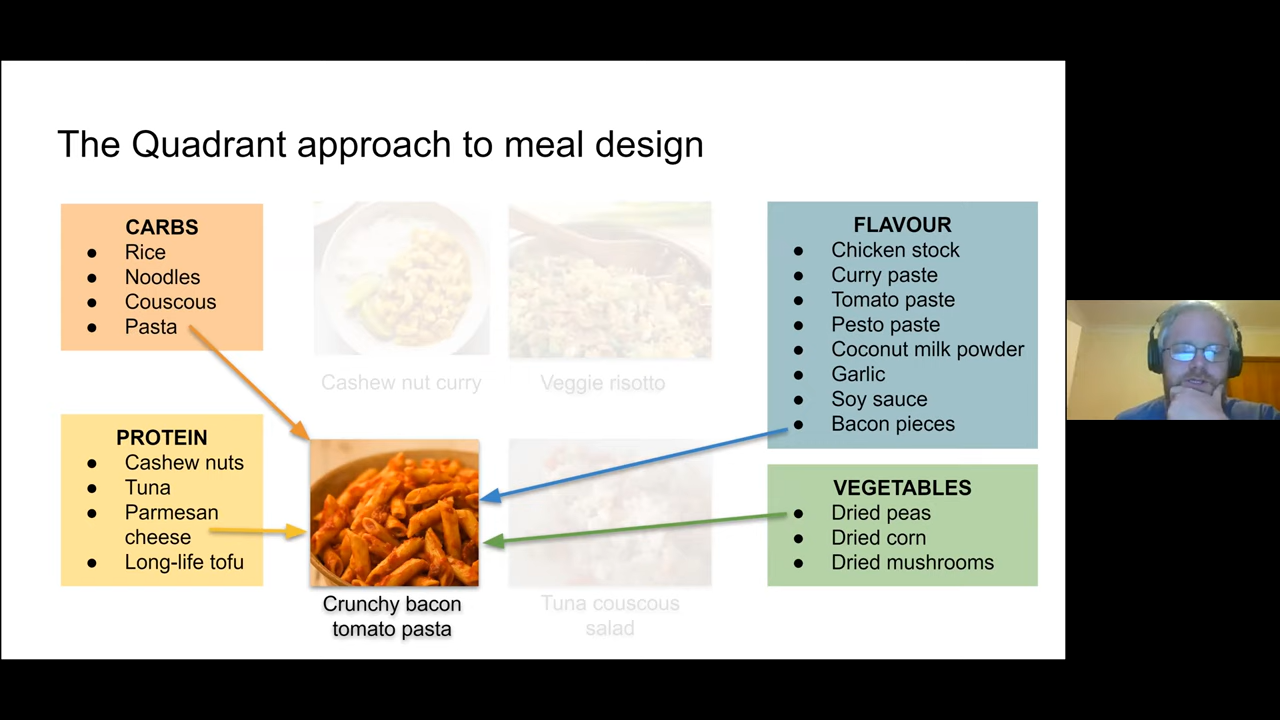 The Quadrant approach to meal design
CARBS
● Rice
● Noodles
● Couscous
● Pasta
PROTEIN
● Cashew nuts
● Tuna
● Parmesan
cheese
● Long-life tofu
Cashew nut curry
Veggie risotto
Crunchy bacon
tomato pasta
Tuna couscous
salad
FLAVOUR
● Chicken stock
● Curry paste
● Tomato paste
● Pesto paste
● Coconut milk powder
● Garlic
● Soy sauce
● Bacon pieces
VEGETABLES
● Dried peas
● Dried corn
● Dried mushrooms